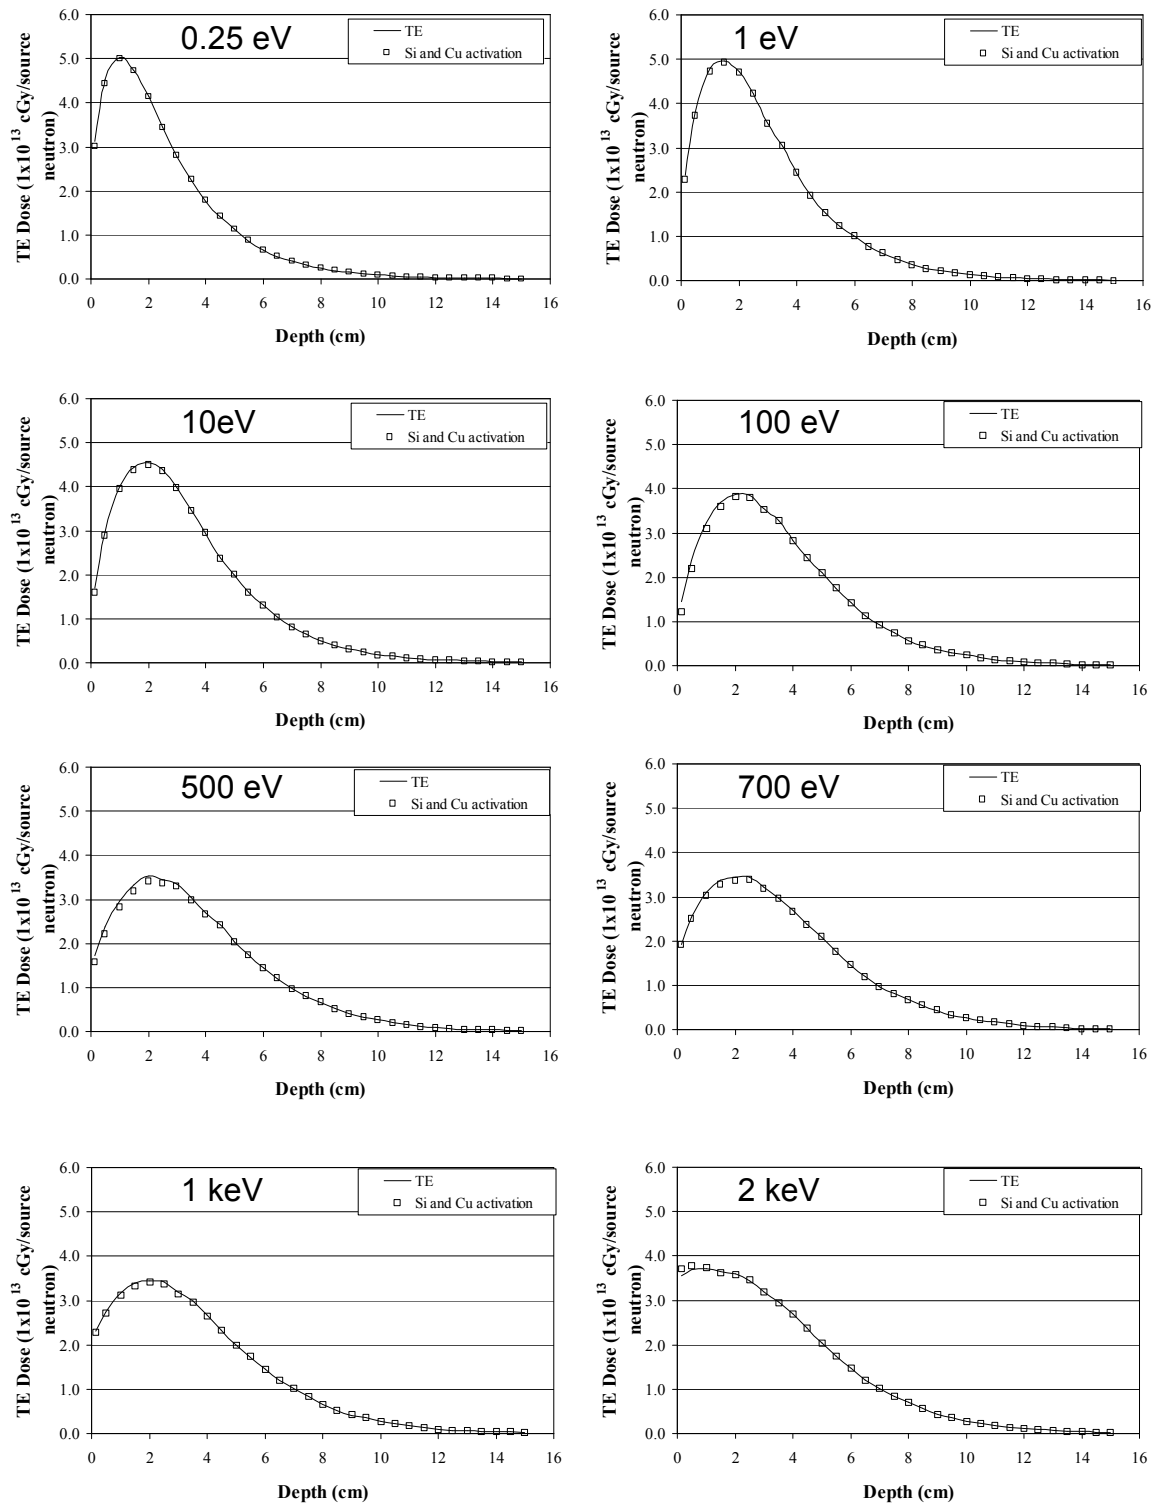 0.25 eV
TE
Si and Cu activation
TE Dose (1x10^13 cGy/source
neutron)
6.0
5.0
4.0
3.0
2.0
1.0
0.0
0 2 4 6 8 10 12 14 16
Depth (cm)
1 eV
TE
Si and Cu activation
TE Dose (1x10^13 cGy/source
neutron)
6.0
5.0
4.0
3.0
2.0
1.0
0.0
0 2 4 6 8 10 12 14 16
Depth (cm)
10eV
TE
Si and Cu activation
TE Dose (1x10^13 cGy/source
neutron)
6.0
5.0
4.0
3.0
2.0
1.0
0.0
0 2 4 6 8 10 12 14 16
Depth (cm)
100 eV
TE
Si and Cu activation
TE Dose (1x10^13 cGy/source
neutron)
6.0
5.0
4.0
3.0
2.0
1.0
0.0
0 2 4 6 8 10 12 14 16
Depth (cm)
500 eV
TE
Si and Cu activation
TE Dose (1x10^13 cGy/source
neutron)
6.0
5.0
4.0
3.0
2.0
1.0
0.0
0 2 4 6 8 10 12 14 16
Depth (cm)
700 eV
TE
Si and Cu activation
TE Dose (1x10^13 cGy/source
neutron)
6.0
5.0
4.0
3.0
2.0
1.0
0.0
0 2 4 6 8 10 12 14 16
Depth (cm)
1 keV
TE
Si and Cu activation
TE Dose (1x10^13 cGy/source
neutron)
6.0
5.0
4.0
3.0
2.0
1.0
0.0
0 2 4 6 8 10 12 14 16
Depth (cm)
2 keV
TE
Si and Cu activation
TE Dose (1x10^13 cGy/source
neutron)
6.0
5.0
4.0
3.0
2.0
1.0
0.0
0 2 4 6 8 10 12 14 16
Depth (cm)